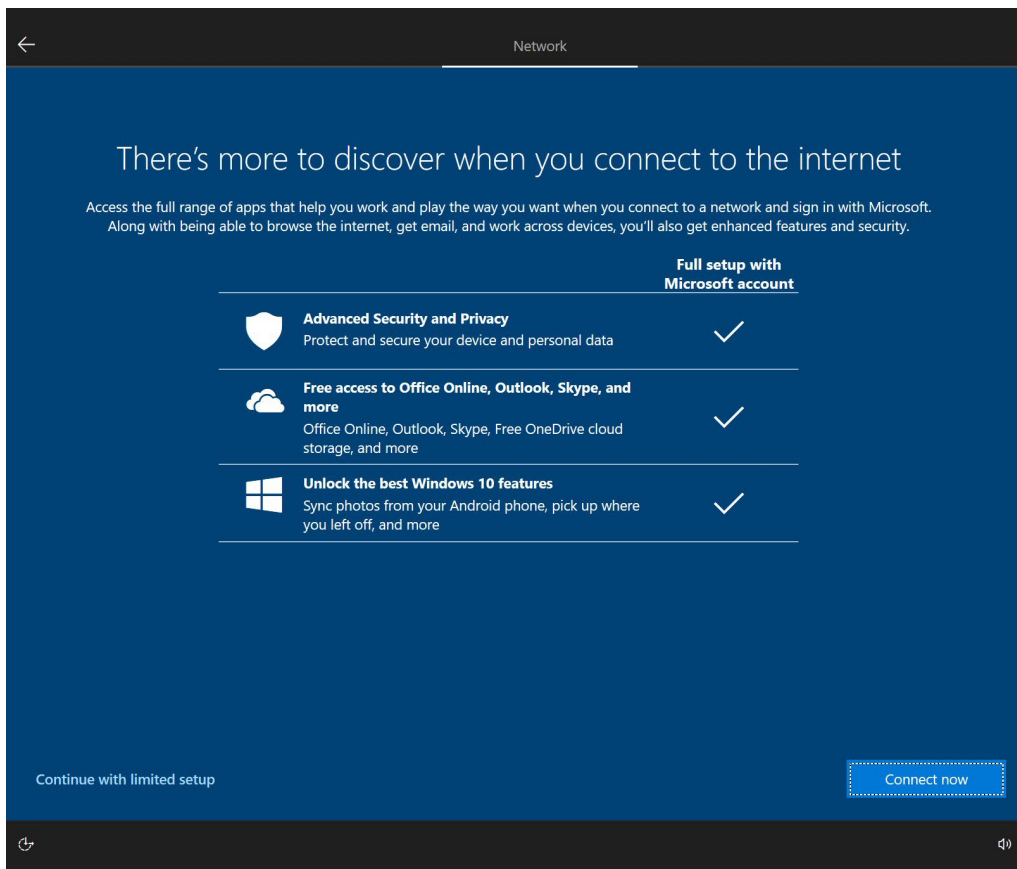 Network
There’s more to discover when you connect to the internet
Access the full range of apps that help you work and play the way you want when you connect to a network and sign in with Microsoft.
Along with being able to browse the internet, get email, and work across devices, you’ll also get enhanced features and security.
Full setup with
Microsoft account
Advanced Security and Privacy
Protect and secure your device and personal data
Free access to Office Online, Outlook, Skype, and
more
Office Online, Outlook, Skype, Free OneDrive cloud
storage, and more
Unlock the best Windows 10 features
Sync photos from your Android phone, pick up where
you left off, and more
Continue with limited setup
Connect now